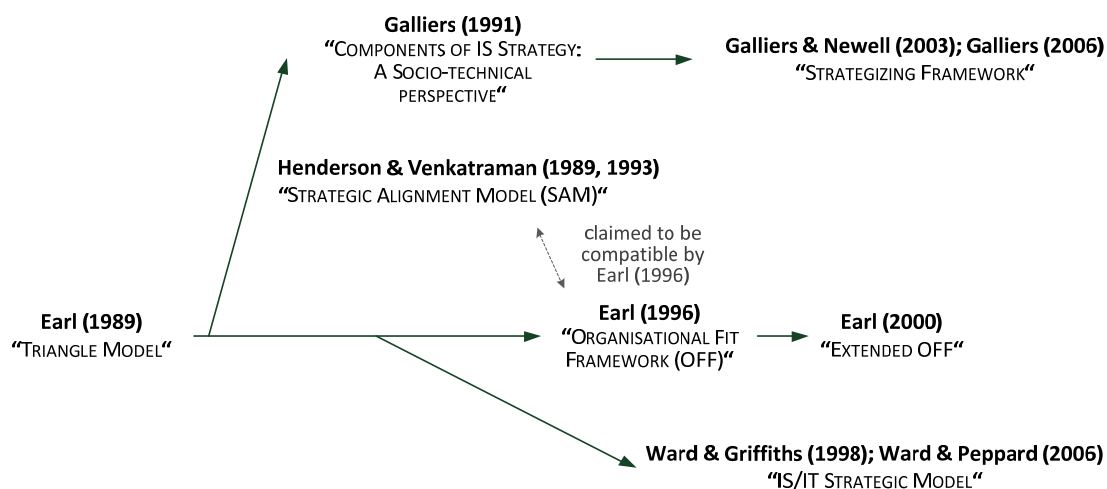 Galliers (1991)
“COMPONENTS OF IS STRATEGY:
A SOCIO-TECHNICAL
PERSPECTIVE“
Galliers & Newell (2003); Galliers (2006)
“STRATEGIZING FRAMEWORK“
Henderson & Venkatraman (1989, 1993)
“STRATEGIC ALIGNMENT MODEL (SAM)“
claimed to be
compatible by
Earl (1996)
Earl (1989)
“TRIANGLE MODEL“
Earl (1996)
“ORGANISATIONAL FIT
FRAMEWORK (OFF)“
Earl (2000)
“EXTENDED OFF“
Ward & Griffiths (1998); Ward & Peppard (2006)
“IS/IT STRATEGIC MODEL“